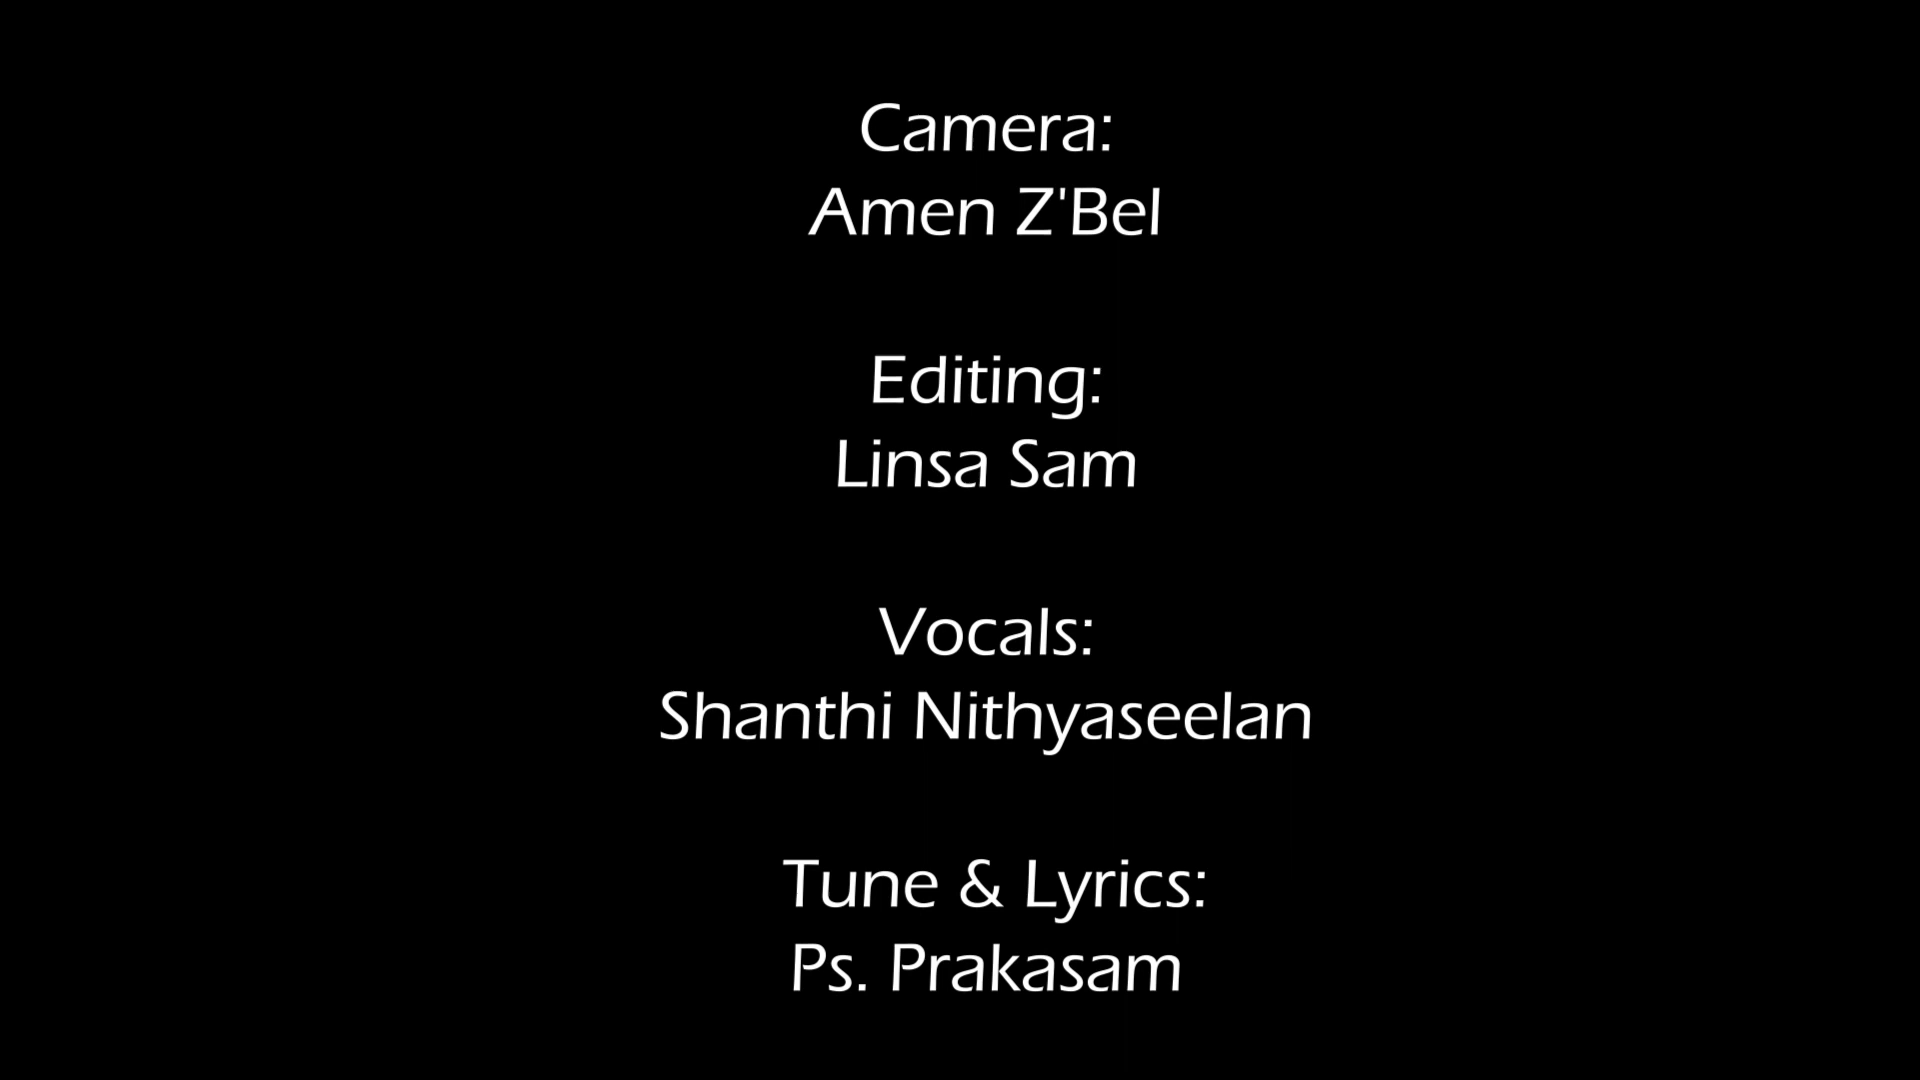 Camera:
Amen Z'Bel
Editing:
Linsa Sam
Vocals:
Shanthi Nithyaseelan
Tune & Lyrics:
Ps. Prakasam